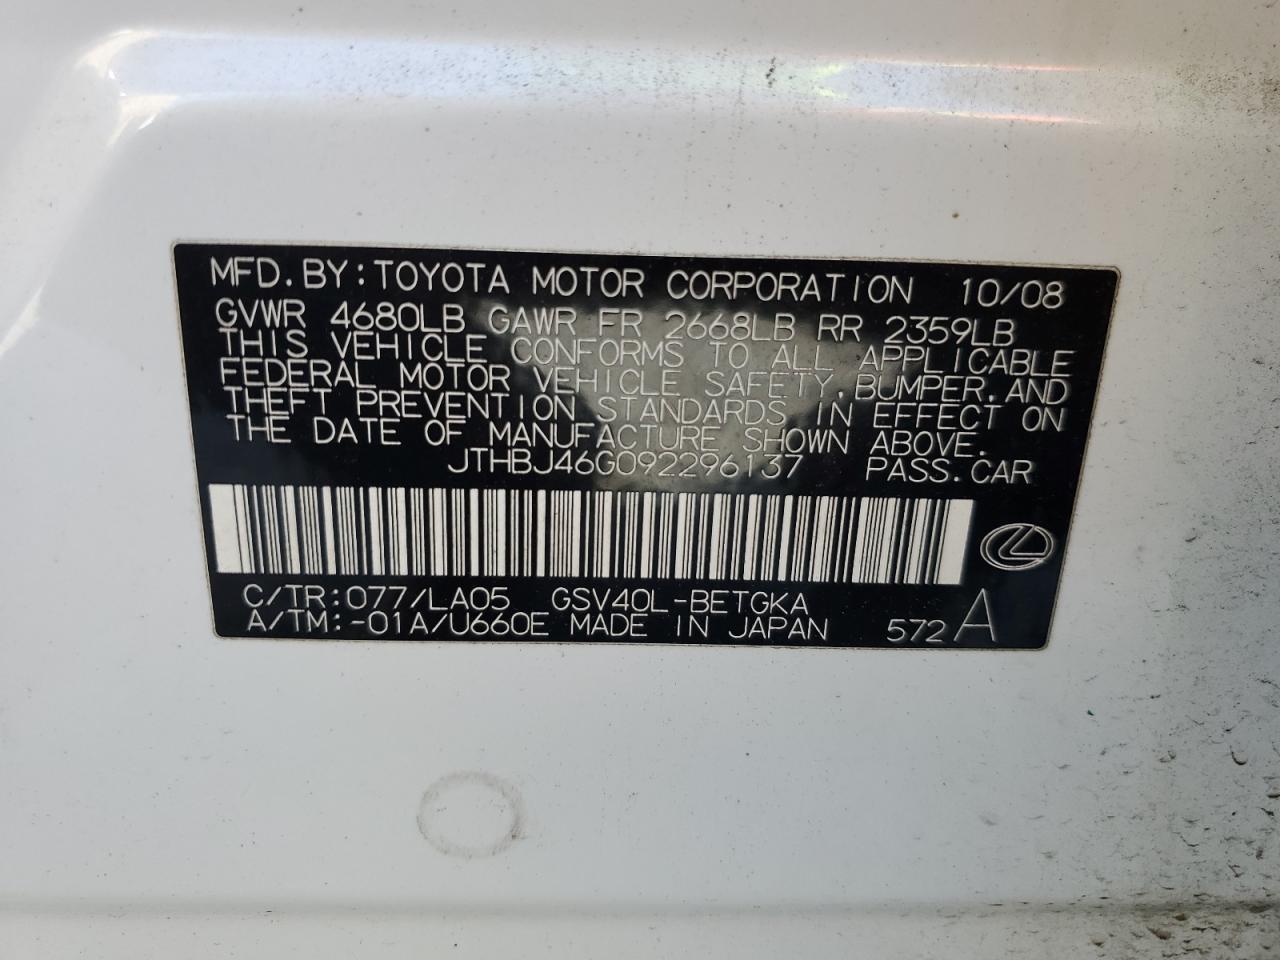 MFD. BY: TOYOTA MOTOR CORPORATION 10/08
GVWR 4680LB GAWR FR 2668LB RR 2359LB
THIS VEHICLE CONFORMS TO ALL APPLICABLE
FEDERAL MOTOR VEHICLE SAFETY, BUMPER, AND
THEFT PREVENTION STANDARDS IN EFFECT ON
THE DATE OF MANUFACTURE SHOWN ABOVE.
JTHBJ46G092296137 PASS. CAR
C/TR: 077/LA05 GSV40L-BETGKA
A/TM: -01A/U660E MADE IN JAPAN 572 A